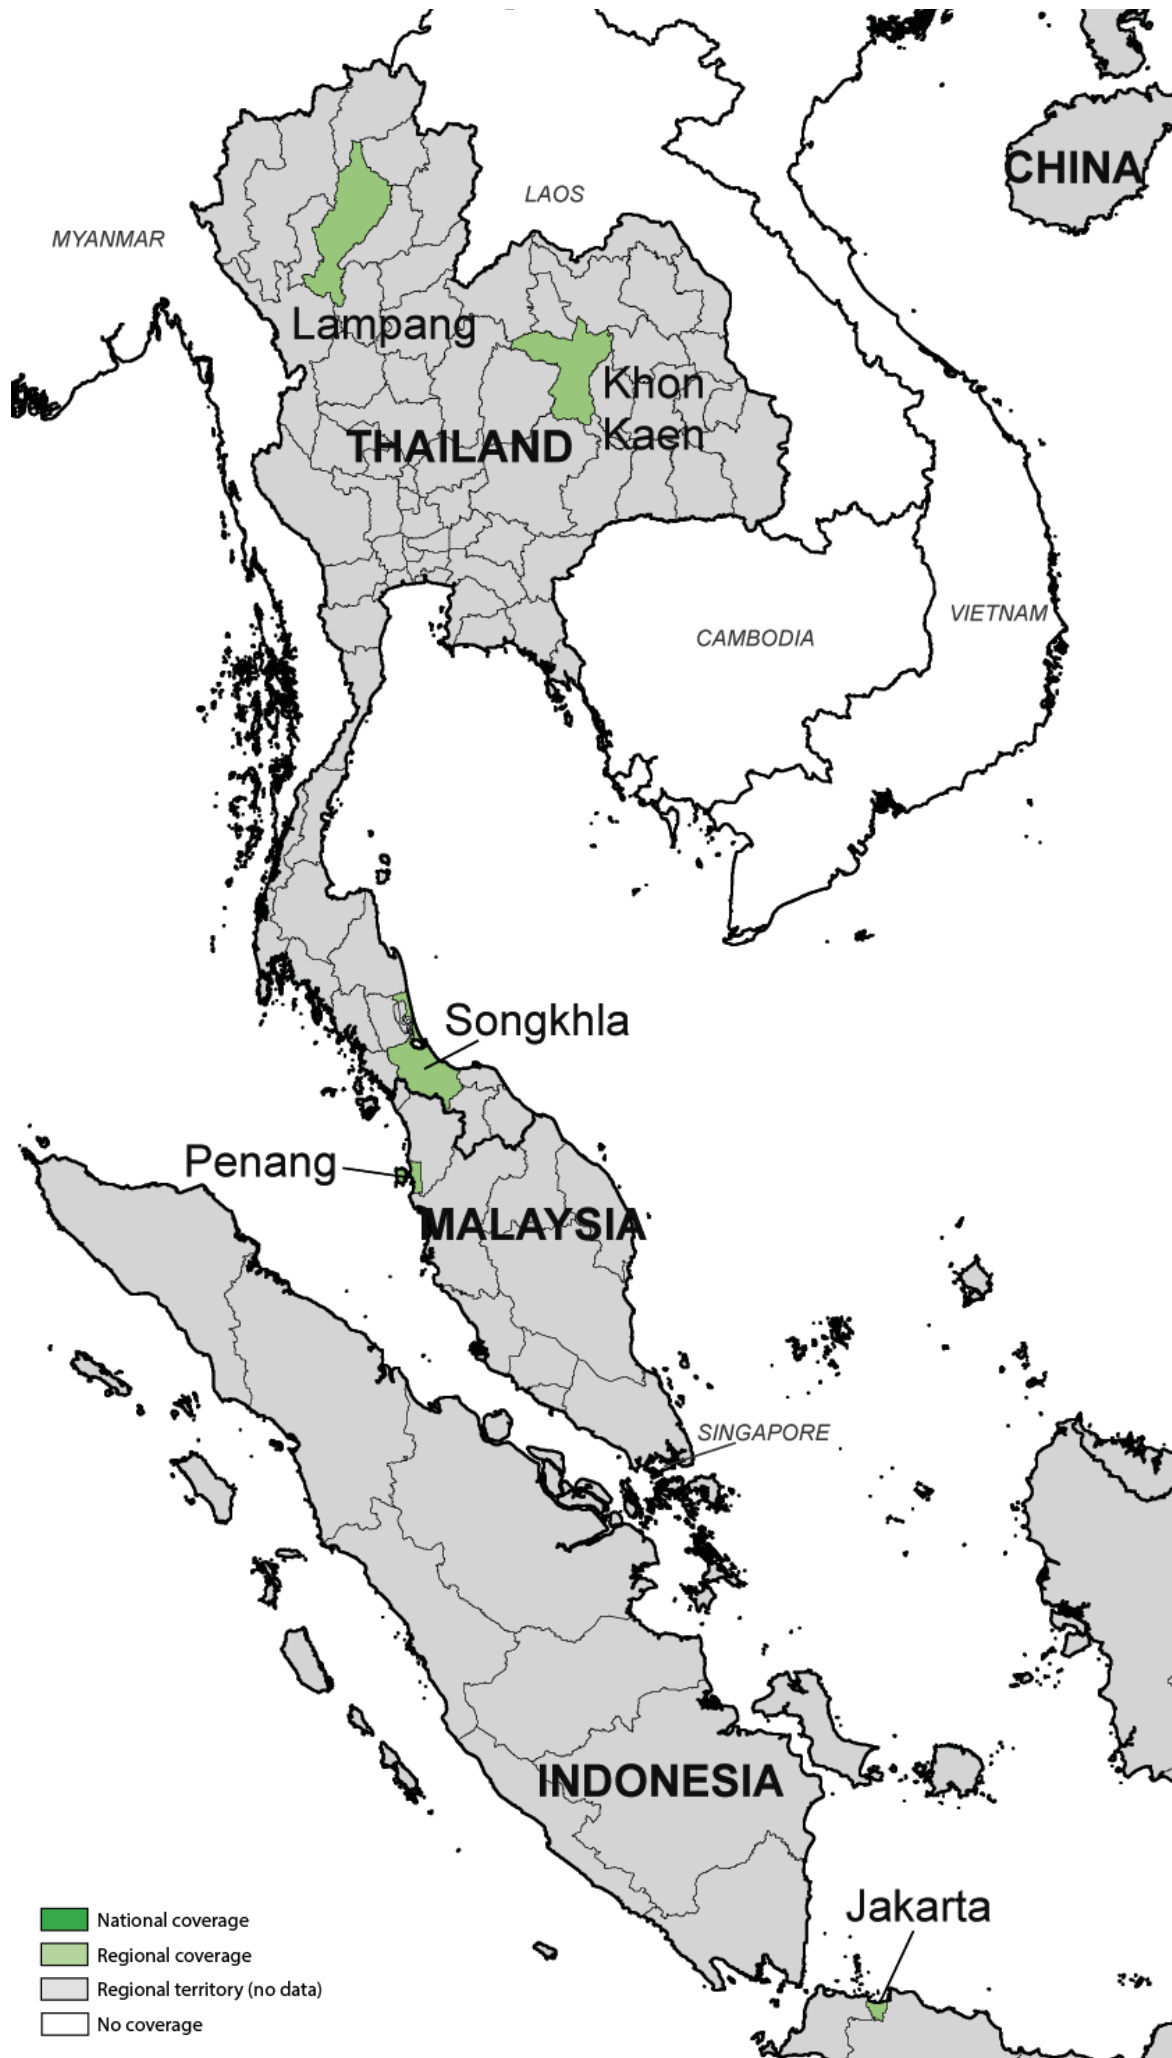 CHINA
LAOS
MYANMAR
Lampang
Khon
Kaen
THAILAND
VIETNAM
CAMBODIA
Songkhla
Penang
MALAYSIA
SINGAPORE
INDONESIA
Jakarta
National coverage
Regional coverage
Regional territory (no data)
No coverage